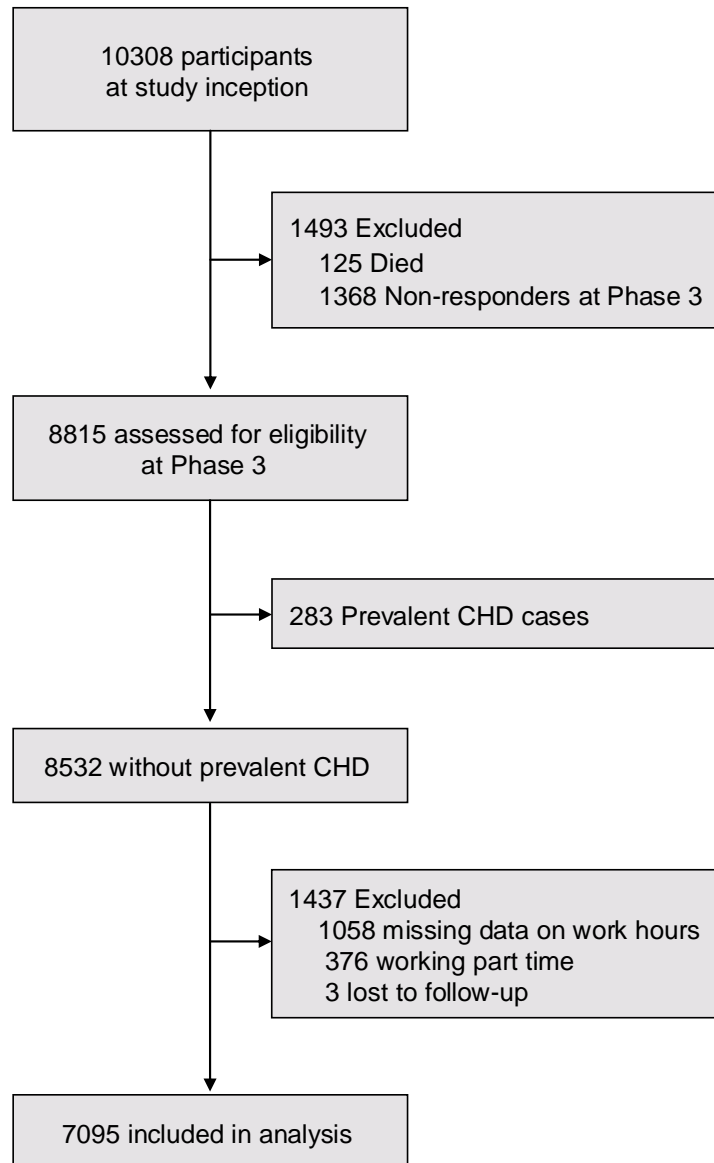 10308 participants
at study inception
1493 Excluded
125 Died
1368 Non-responders at Phase 3
8815 assessed for eligibility
at Phase 3
283 Prevalent CHD cases
8532 without prevalent CHD
1437 Excluded
1058 missing data on work hours
376 working part time
3 lost to follow-up
7095 included in analysis